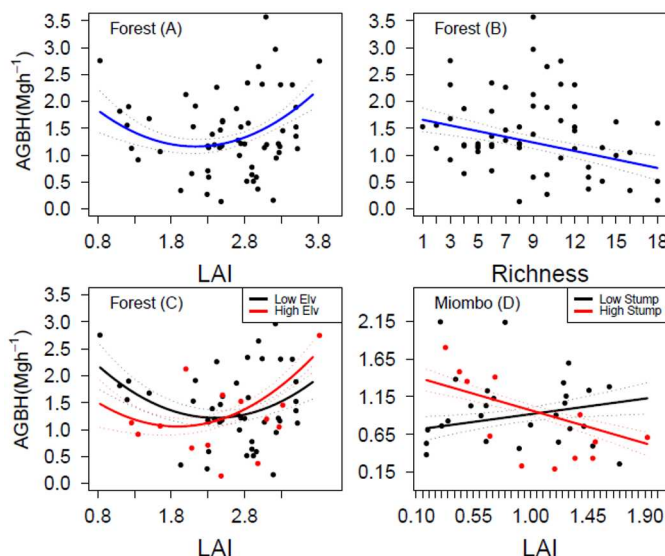 Forest (A)
AGBH(Mgh⁻¹)
3.5
3.0
2.5
2.0
1.5
1.0
0.5
0.0
0.8 1.8 2.8 3.8
LAI
Forest (B)
3.5
3.0
2.5
2.0
1.5
1.0
0.5
0.0
1 3 5 7 9 12 15 18
Richness
Forest (C)
Low Elv
High Elv
AGBH(Mgh⁻¹)
3.5
3.0
2.5
2.0
1.5
1.0
0.5
0.0
0.8 1.8 2.8 3.8
LAI
Miombo (D)
Low Stump
High Stump
2.15
1.65
1.15
0.65
0.15
0.10 0.55 1.00 1.45 1.90
LAI